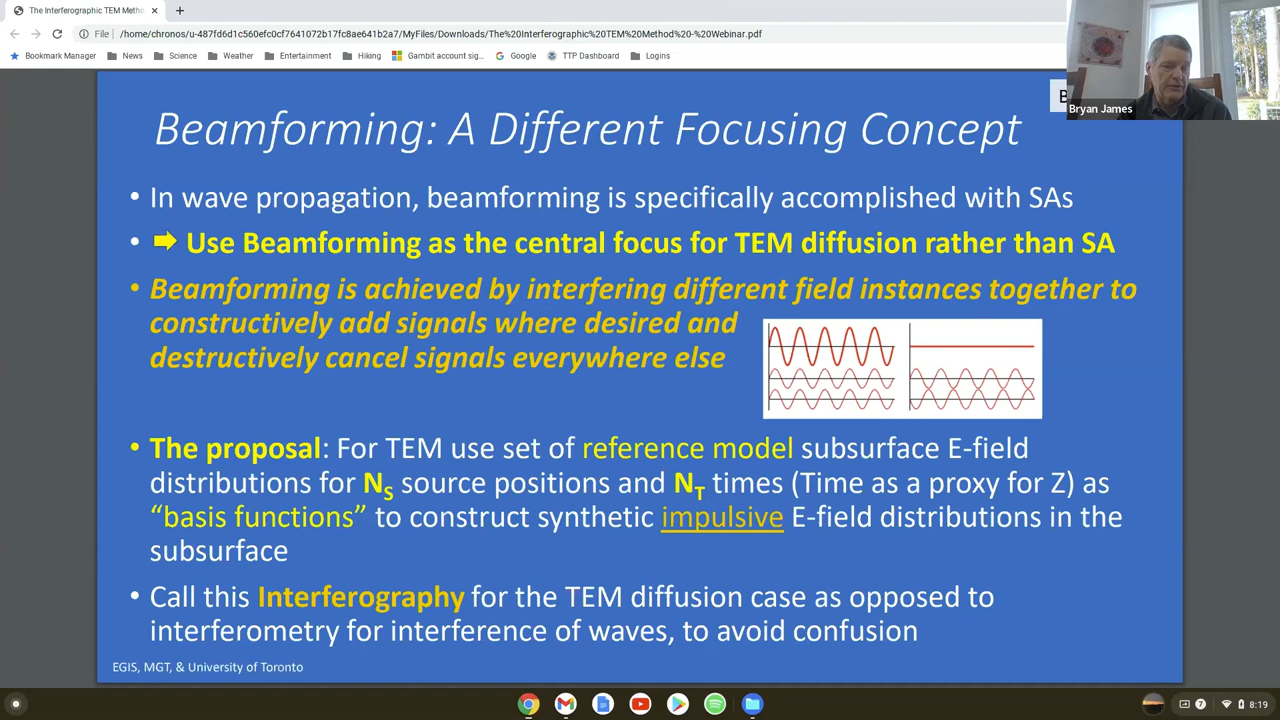 The Interferographic TEM Metho
File
/home/chronos/u-487fd6d1c560efc0cf7641072b17fc8ae641b2a7/MyFiles/Downloads/The%20Interferographic%20TEM%20Method%20-%20Webinar.pdf
Bookmark Manager
News
Science
Weather
Entertainment
Hiking
Gambit account sig...
Google
TTP Dashboard
Logins
Bryan James
Beamforming: A Different Focusing Concept
• In wave propagation, beamforming is specifically accomplished with SAs
• Use Beamforming as the central focus for TEM diffusion rather than SA
• Beamforming is achieved by interfering different field instances together to
constructively add signals where desired and
destructively cancel signals everywhere else
• The proposal: For TEM use set of reference model subsurface E-field
distributions for NS source positions and NT times (Time as a proxy for Z) as
“basis functions” to construct synthetic impulsive E-field distributions in the
subsurface
• Call this Interferography for the TEM diffusion case as opposed to
interferometry for interference of waves, to avoid confusion
EGIS, MGT, & University of Toronto
7
8:19